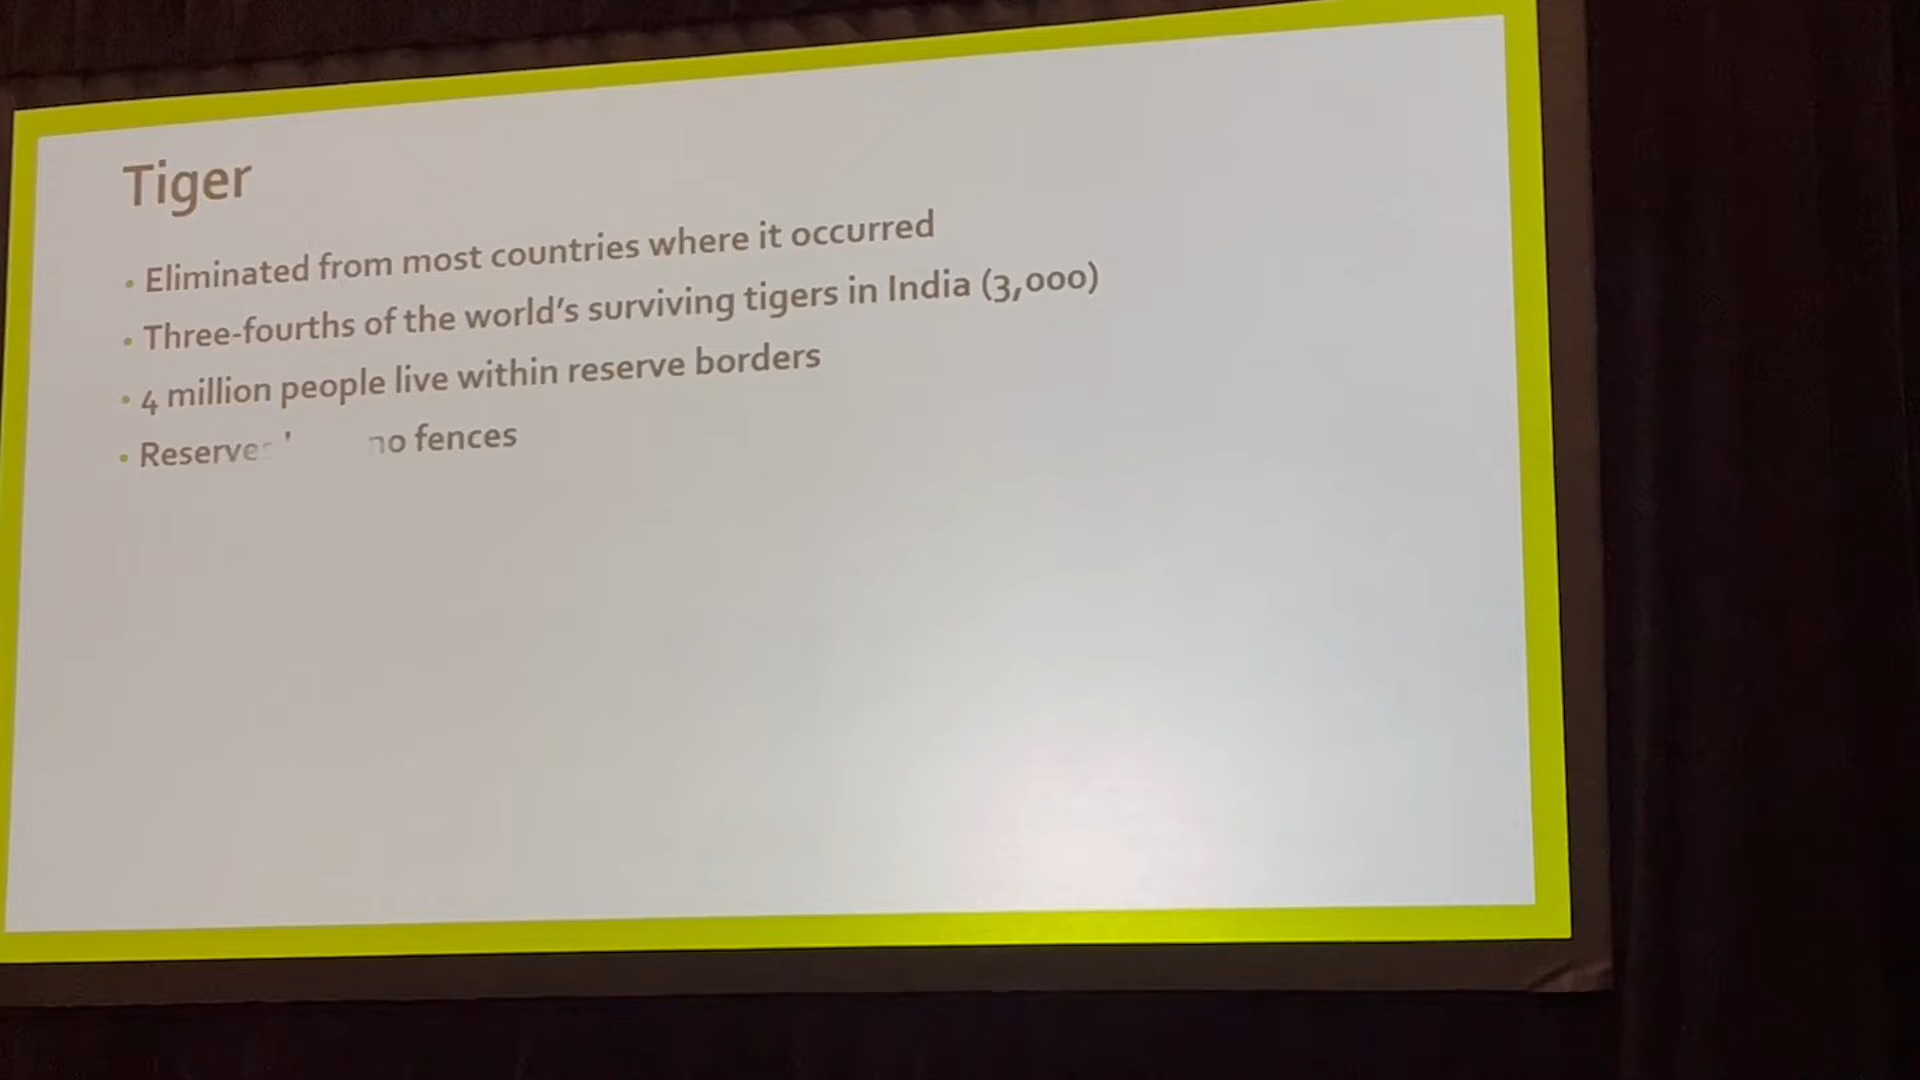 Tiger
• Eliminated from most countries where it occurred
• Three-fourths of the world's surviving tigers in India (3,000)
• 4 million people live within reserve borders
• no fences